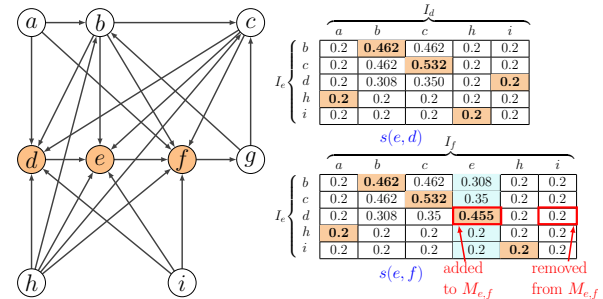 a b c
d e f g
h i
I_d
a b c h i
I_e
b 0.2 0.462 0.462 0.2 0.2
c 0.2 0.462 0.532 0.2 0.2
d 0.2 0.308 0.350 0.2 0.2
h 0.2 0.2 0.2 0.2 0.2
i 0.2 0.2 0.2 0.2 0.2
s(e, d)
I_f
a b c e h i
I_e
b 0.2 0.462 0.462 0.308 0.2 0.2
c 0.2 0.462 0.532 0.35 0.2 0.2
d 0.2 0.308 0.35 0.455 0.2 0.2
h 0.2 0.2 0.2 0.2 0.2 0.2
i 0.2 0.2 0.2 0.2 0.2 0.2
s(e, f)
added
to M_{e,f}
removed
from M_{e,f}